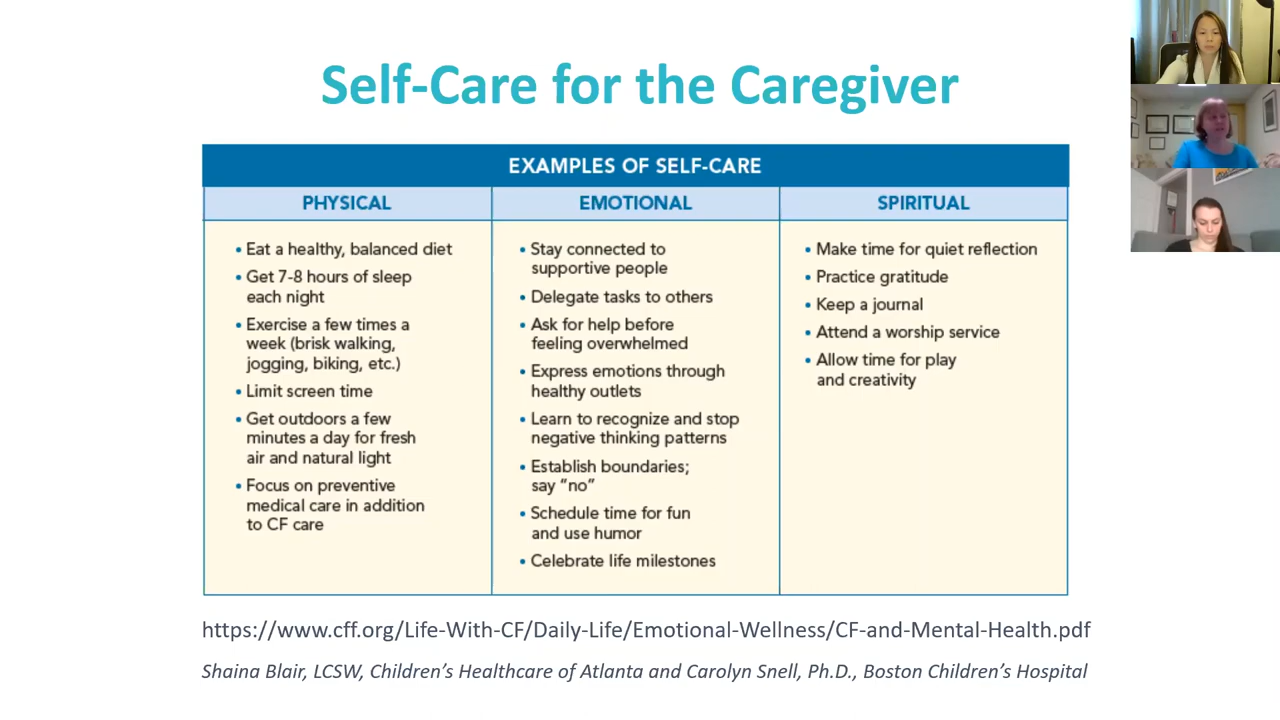 Self-Care for the Caregiver
EXAMPLES OF SELF-CARE
PHYSICAL
• Eat a healthy, balanced diet
• Get 7-8 hours of sleep
each night
• Exercise a few times a
week (brisk walking,
jogging, biking, etc.)
• Limit screen time
• Get outdoors a few
minutes a day for fresh
air and natural light
• Focus on preventive
medical care in addition
to CF care
EMOTIONAL
• Stay connected to
supportive people
• Delegate tasks to others
• Ask for help before
feeling overwhelmed
• Express emotions through
healthy outlets
• Learn to recognize and stop
negative thinking patterns
• Establish boundaries;
say “no”
• Schedule time for fun
and use humor
• Celebrate life milestones
SPIRITUAL
• Make time for quiet reflection
• Practice gratitude
• Keep a journal
• Attend a worship service
• Allow time for play
and creativity
https://www.cff.org/Life-With-CF/Daily-Life/Emotional-Wellness/CF-and-Mental-Health.pdf
Shaina Blair, LCSW, Children’s Healthcare of Atlanta and Carolyn Snell, Ph.D., Boston Children’s Hospital